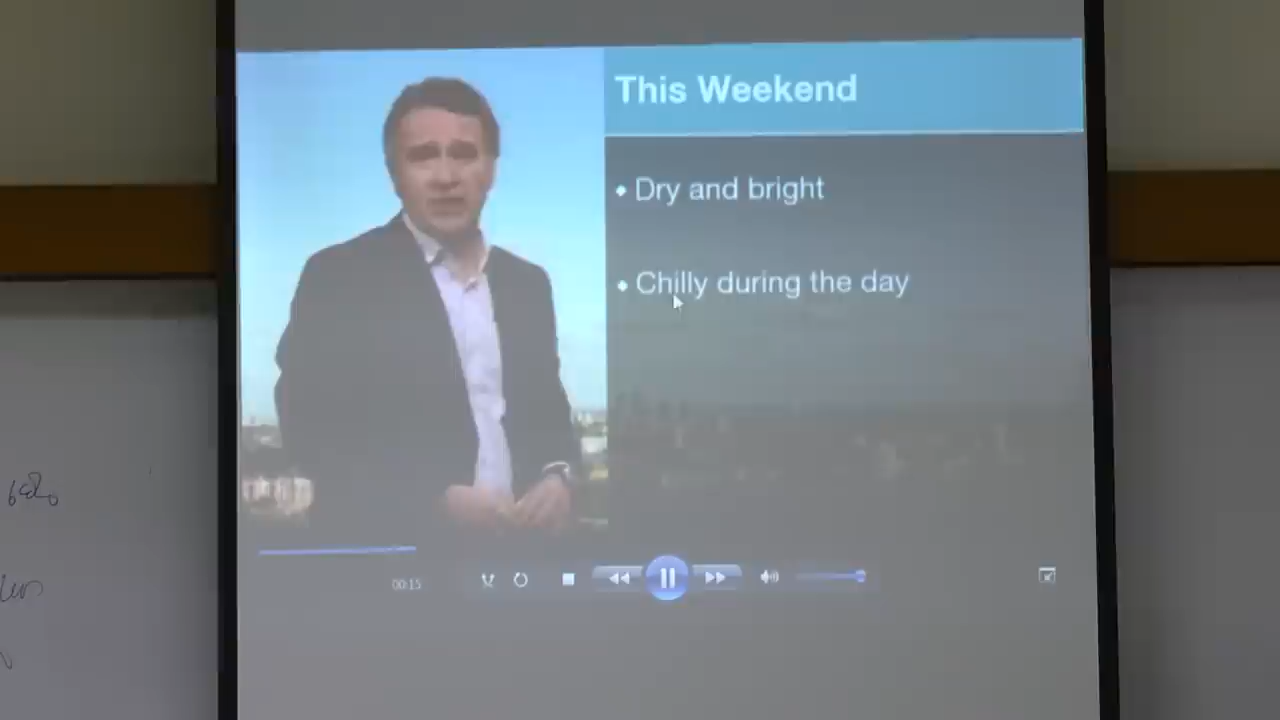 This Weekend
• Dry and bright
• Chilly during the day
00:15